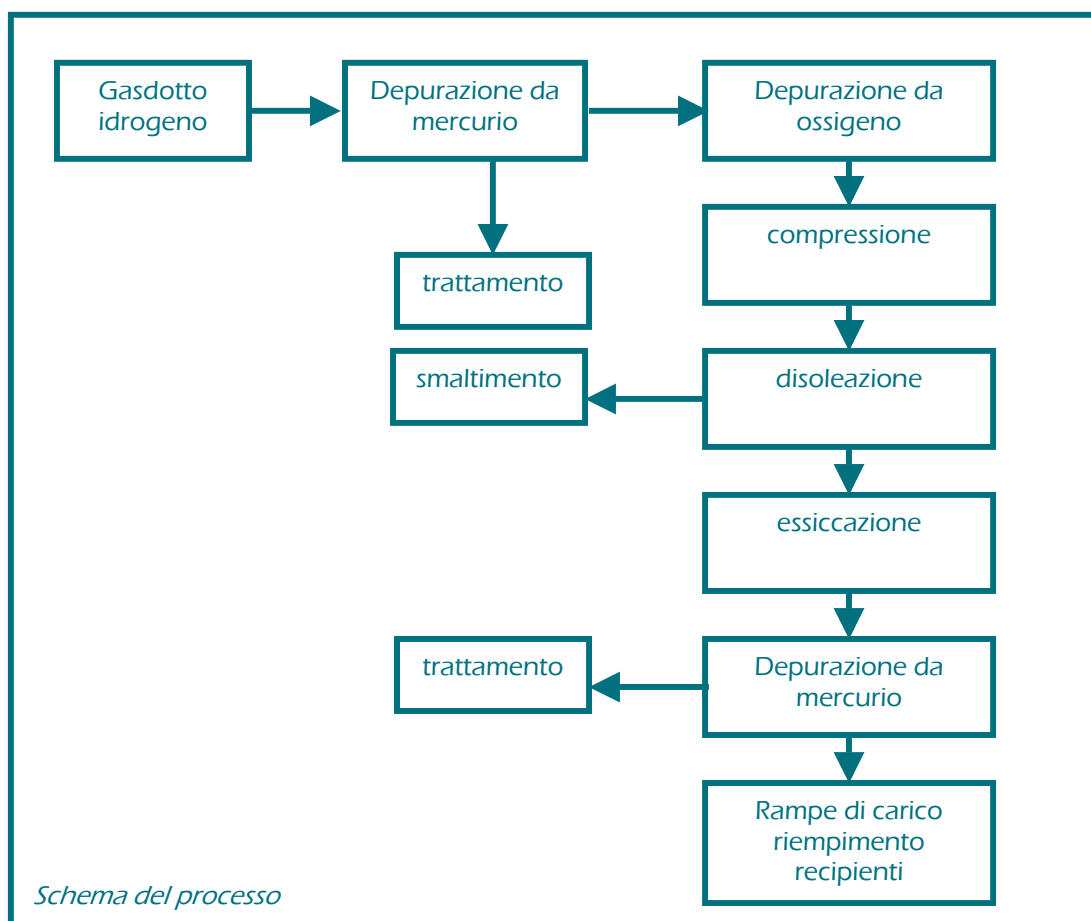 Gasdotto
idrogeno
Depurazione da
mercurio
Depurazione da
ossigeno
compressione
trattamento
smaltimento
disoleazione
essiccazione
trattamento
Depurazione da
mercurio
Rampe di carico
riempimento
recipienti
Schema del processo